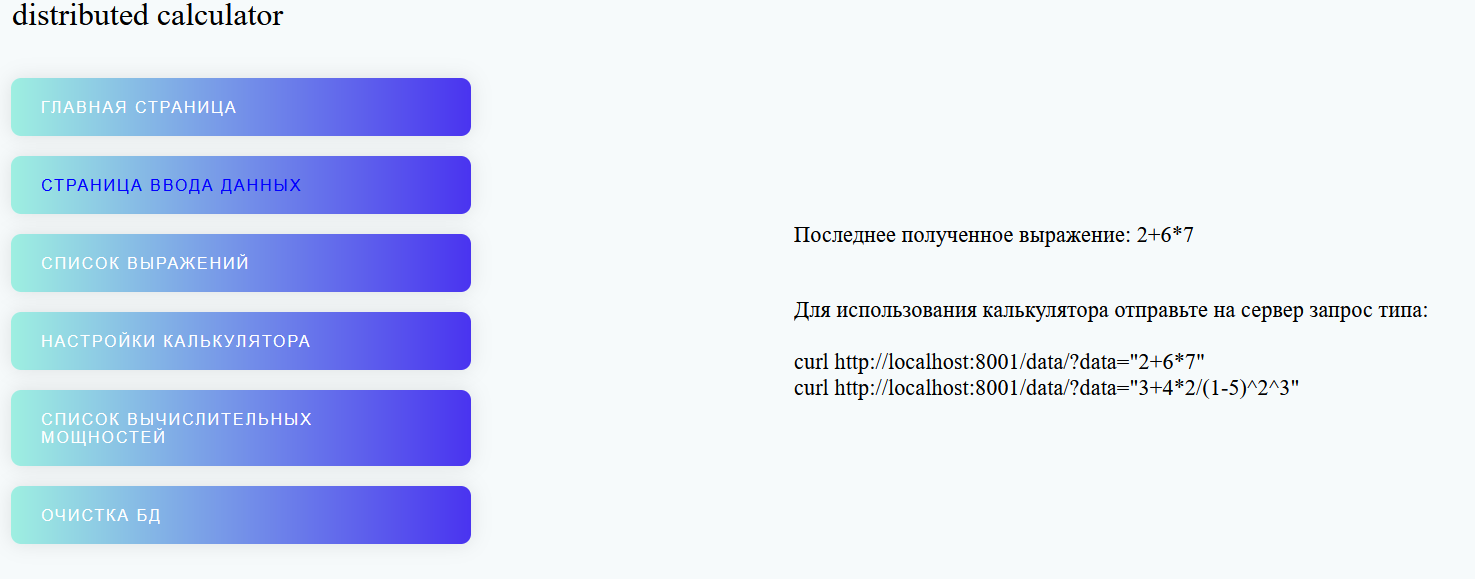 distributed calculator
ГЛАВНАЯ СТРАНИЦА
СТРАНИЦА ВВОДА ДАННЫХ
СПИСОК ВЫРАЖЕНИЙ
НАСТРОЙКИ КАЛЬКУЛЯТОРА
СПИСОК ВЫЧИСЛИТЕЛЬНЫХ
МОЩНОСТЕЙ
ОЧИСТКА БД
Последнее полученное выражение: 2+6*7
Для использования калькулятора отправьте на сервер запрос типа:
curl http://localhost:8001/data/?data="2+6*7"
curl http://localhost:8001/data/?data="3+4*2/(1-5)^2^3"